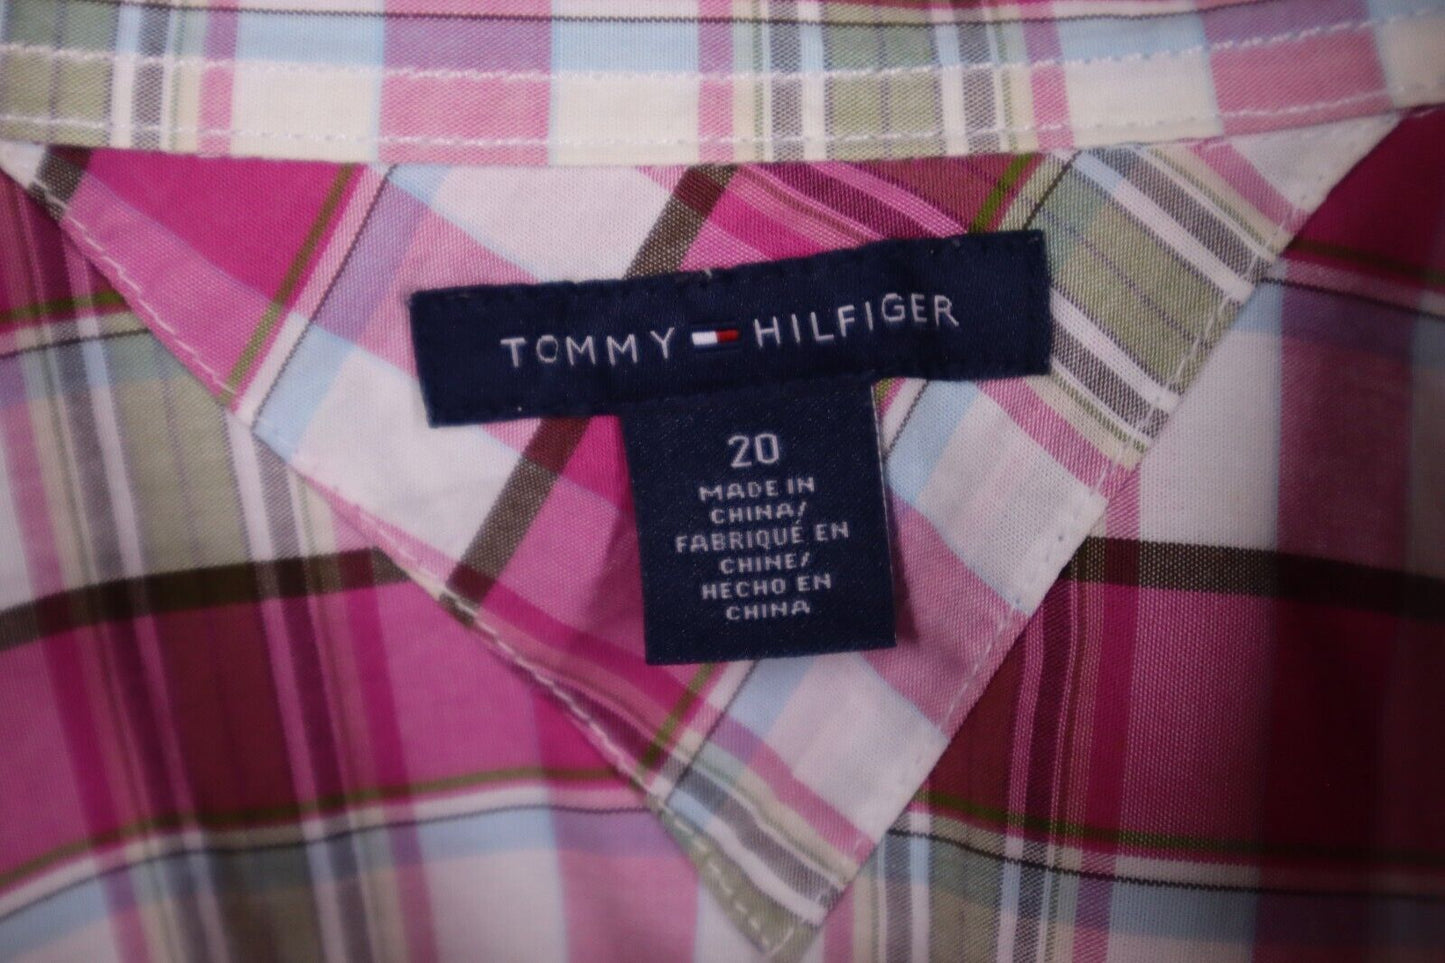 TOMMY HILFIGER
20
MADE IN
CHINA/
FABRIQUÉ EN
CHINE/
HECHO EN
CHINA